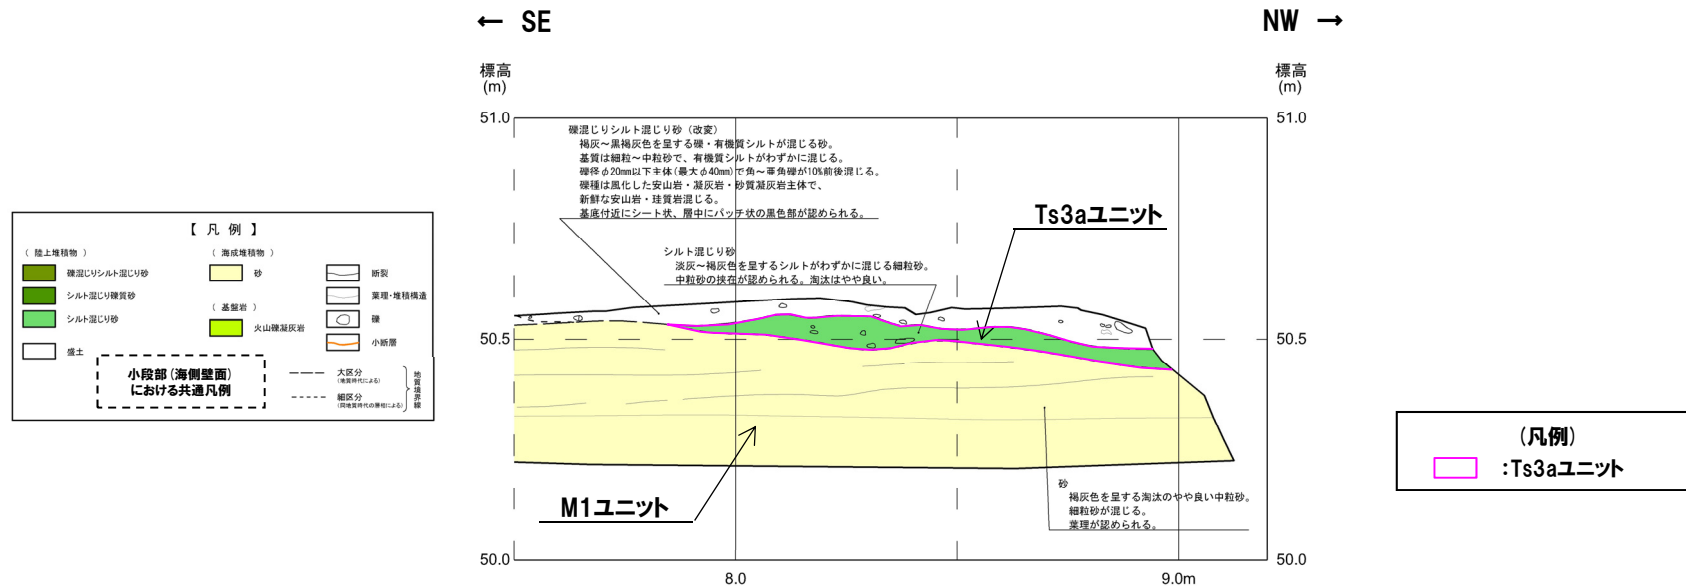 ← SE
NW →
標高
(m)
標高
(m)
51.0
51.0
50.5
50.5
50.0
50.0
8.0
9.0m
礫混じりシルト混じり砂（改変）
褐灰～黒褐灰色を呈する礫・有機質シルトが混じる砂。
基質は細粒～中粒砂で、有機質シルトがわずかに混じる。
礫径φ20mm以下主体(最大φ40mm)で角～亜角礫が10%前後混じる。
礫種は風化した安山岩・凝灰岩・砂質凝灰岩主体で、
新鮮な安山岩・珪質岩混じる。
基底付近にシート状、層中にパッチ状の黒色部が認められる。
Ts3aユニット
シルト混じり砂
淡灰～褐灰色を呈するシルトがわずかに混じる細粒砂。
中粒砂の挟在が認められる。淘汰はやや良い。
M1ユニット
砂
褐灰色を呈する淘汰のやや良い中粒砂。
細粒砂が混じる。
葉理が認められる。
【 凡 例 】
（ 陸上堆積物 ）
礫混じりシルト混じり砂
シルト混じり礫質砂
シルト混じり砂
盛土
（ 海成堆積物 ）
砂
（ 基盤岩 ）
火山礫凝灰岩
断裂
葉理・堆積構造
礫
小断層
小段部(海側壁面)
における共通凡例
大区分
(地質時代による)
細区分
(同地質時代の層相による)
地質境界線
(凡例)
:Ts3aユニット